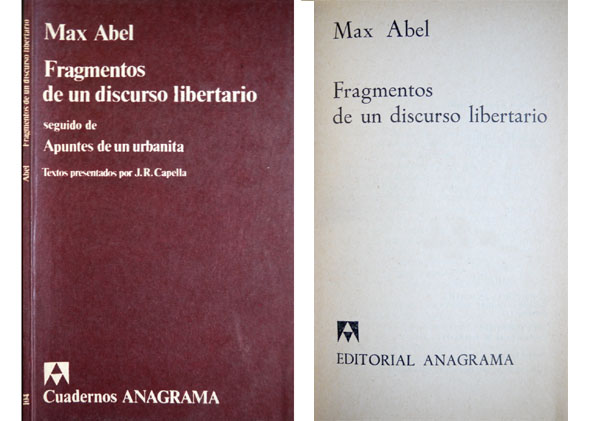 Abel Fragmentos de un discurso libertario
104
Max Abel
Fragmentos
de un discurso libertario
seguido de
Apuntes de un urbanita
Textos presentados por J. R. Capella
Cuadernos ANAGRAMA
Max Abel
Fragmentos
de un discurso libertario
EDITORIAL ANAGRAMA